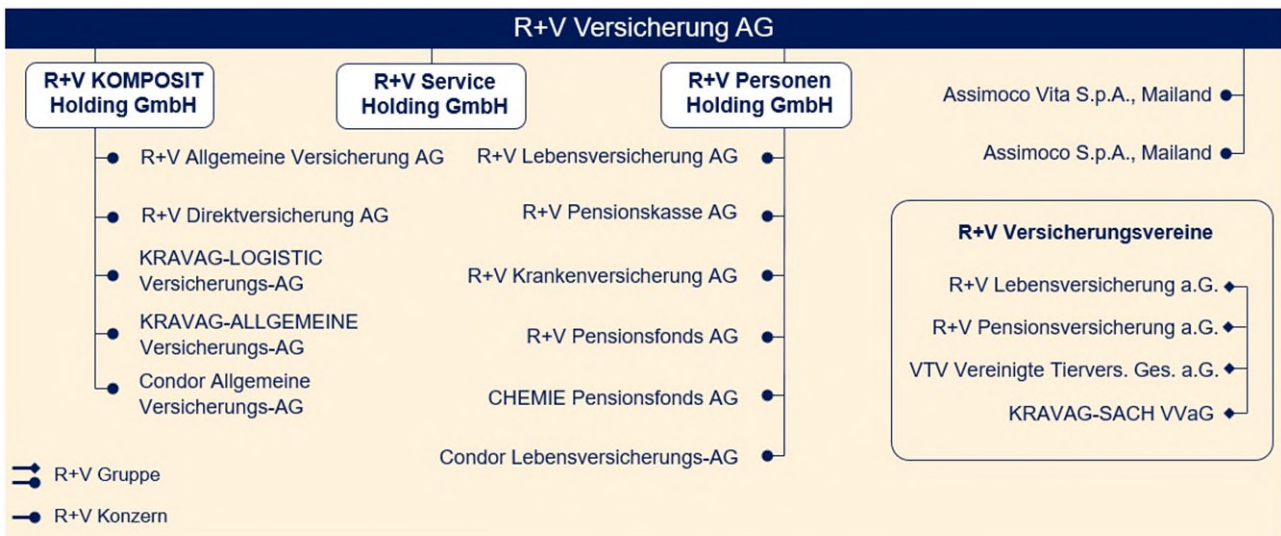 R+V Versicherung AG
R+V KOMPOSIT
Holding GmbH
R+V Service
Holding GmbH
R+V Personen
Holding GmbH
R+V Allgemeine Versicherung AG
R+V Direktversicherung AG
KRAVAG-LOGISTIC
Versicherungs-AG
KRAVAG-ALLGEMEINE
Versicherungs-AG
Condor Allgemeine
Versicherungs-AG
R+V Lebensversicherung AG
R+V Pensionskasse AG
R+V Krankenversicherung AG
R+V Pensionsfonds AG
CHEMIE Pensionsfonds AG
Condor Lebensversicherungs-AG
Assimoco Vita S.p.A., Mailand
Assimoco S.p.A., Mailand
R+V Versicherungsvereine
R+V Lebensversicherung a.G.
R+V Pensionsversicherung a.G.
VTV Vereinigte Tiervers. Ges. a.G.
KRAVAG-SACH VVaG
R+V Gruppe
R+V Konzern